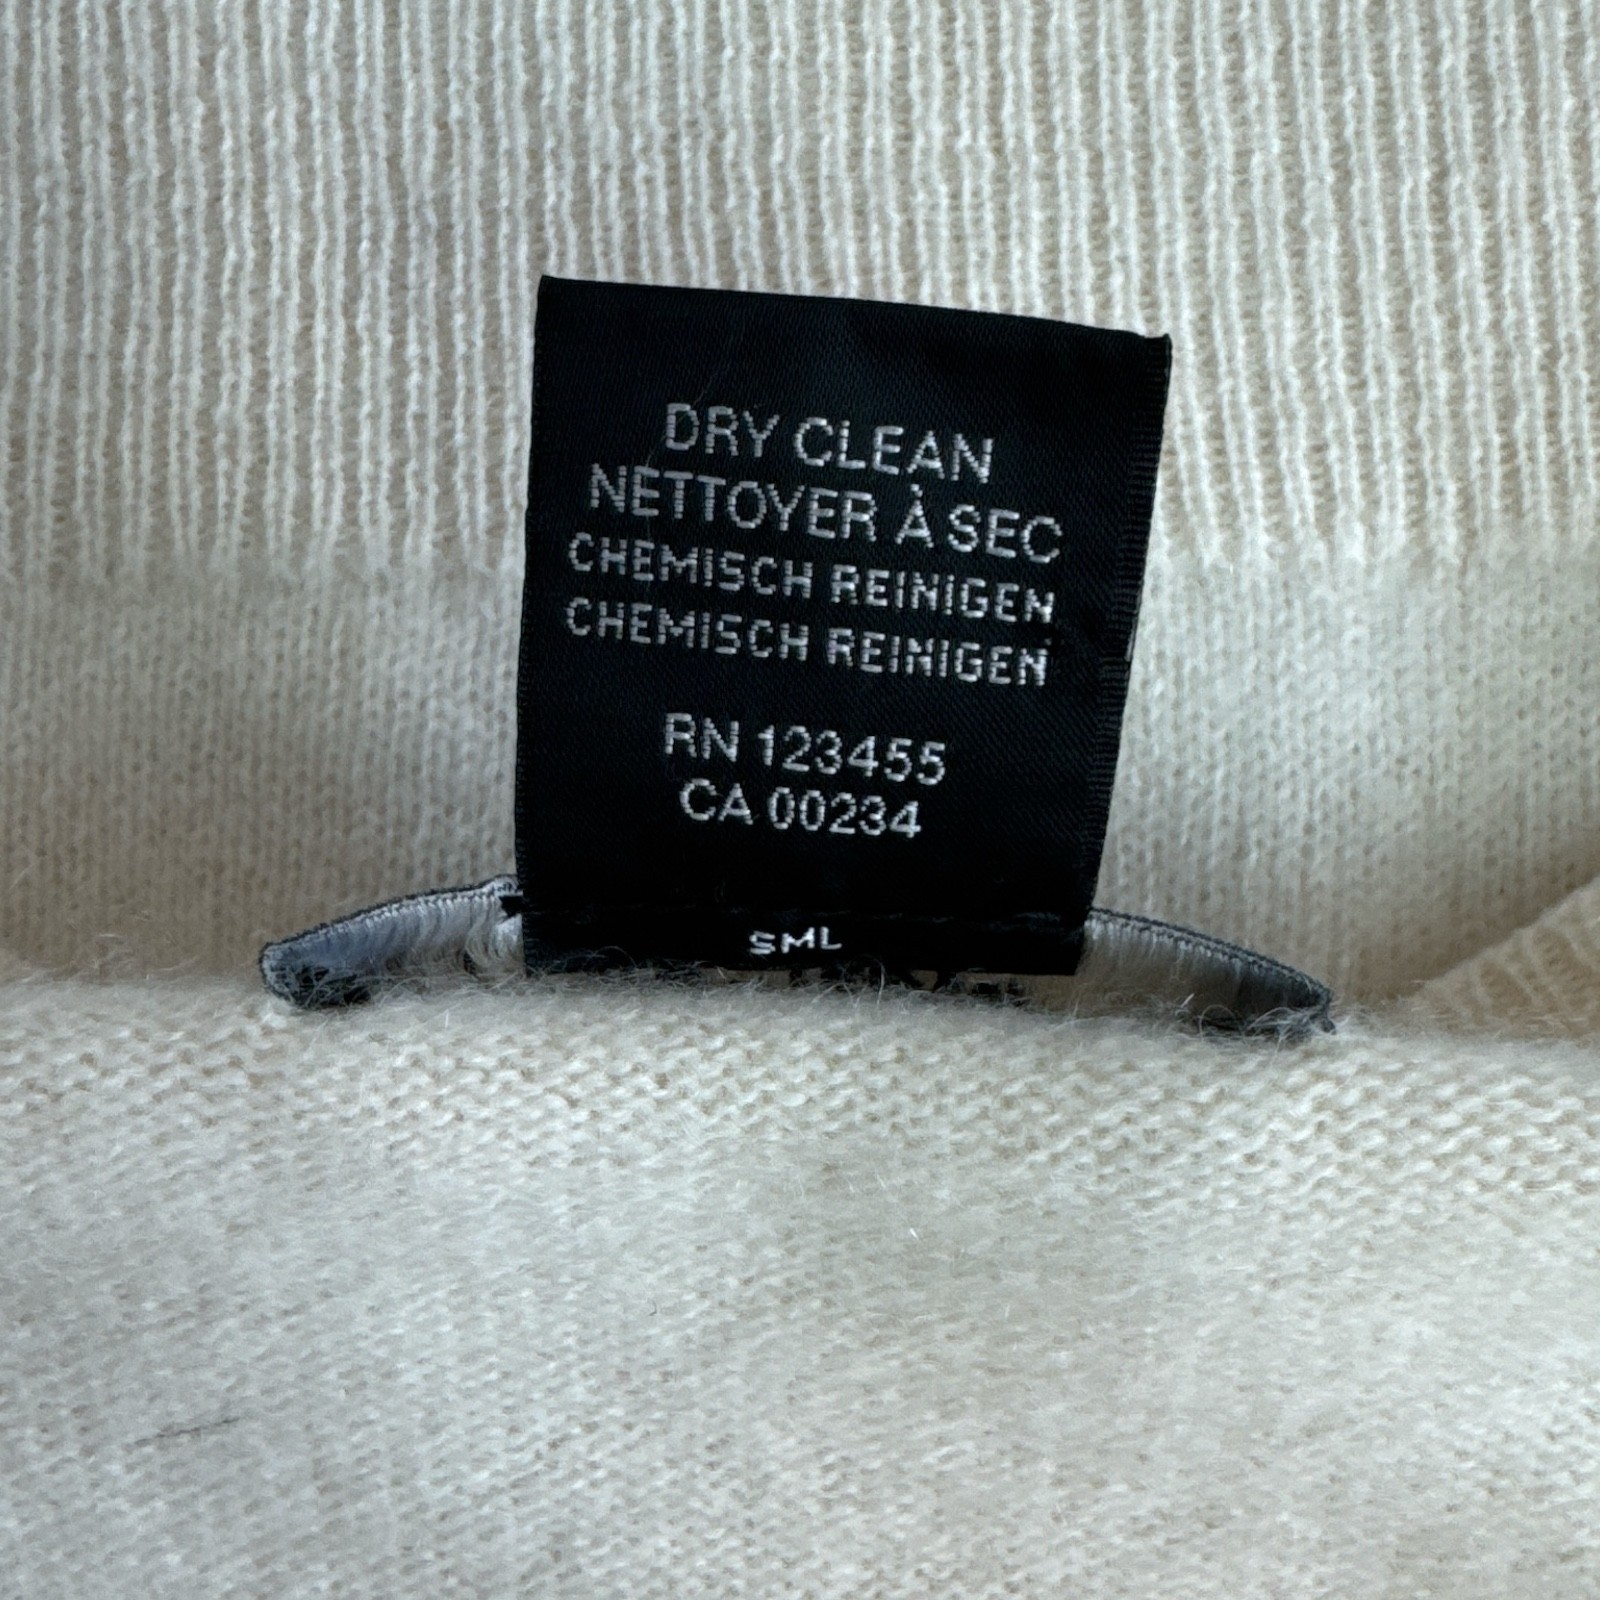 DRY CLEAN
NETTOYER À SEC
CHEMISCH REINIGEN
CHEMISCH REINIGEN
RN 123455
CA 00234
SML